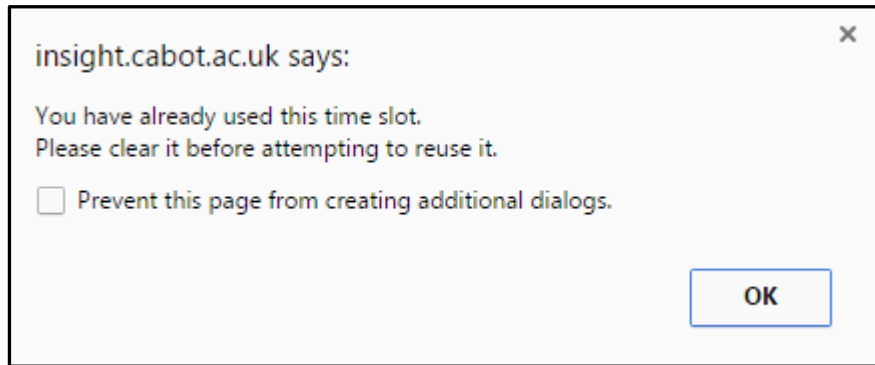 insight.cabot.ac.uk says:
You have already used this time slot.
Please clear it before attempting to reuse it.
Prevent this page from creating additional dialogs.
OK